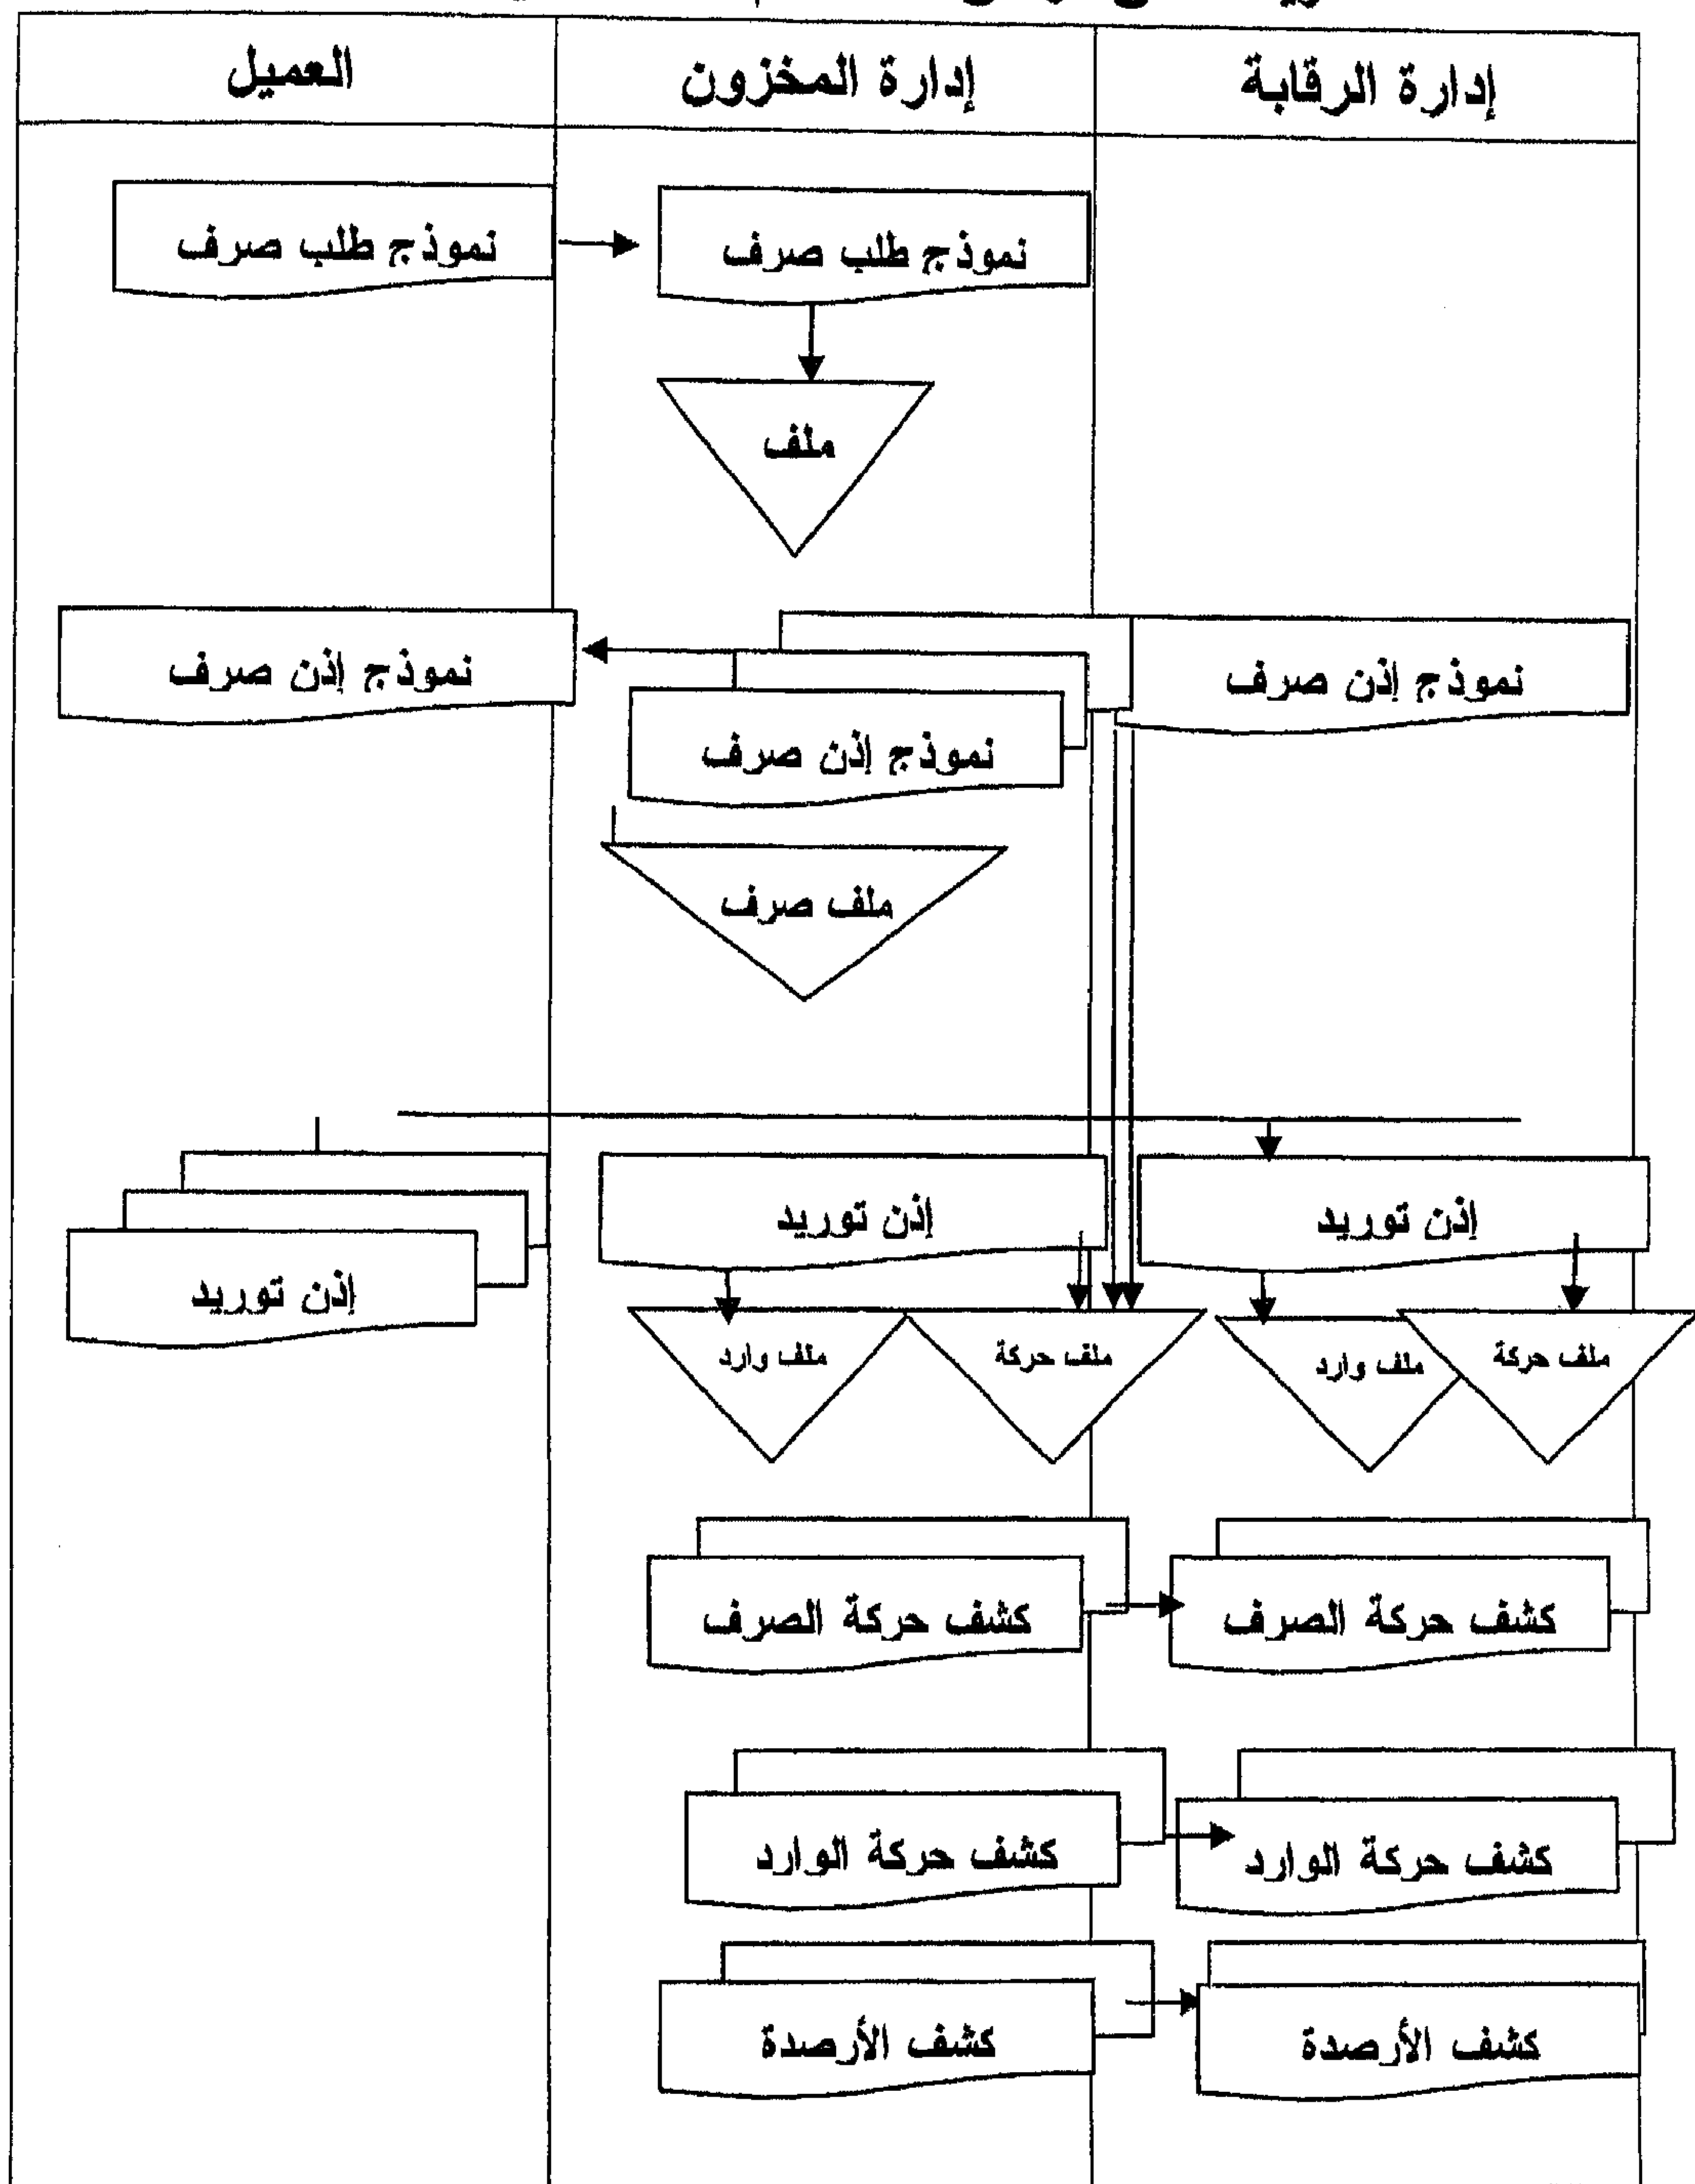 إدارة الرقابة
إدارة المخزون
العميل
نموذج طلب صرف
نموذج طلب صرف
ملف
نموذج إذن صرف
نموذج إذن صرف
نموذج إذن صرف
ملف صرف
إذن توريد
إذن توريد
إذن توريد
ملف حركة
ملف وارد
ملف حركة
ملف وارد
كشف حركة الصرف
كشف حركة الصرف
كشف حركة الوارد
كشف حركة الوارد
كشف الأرصدة
كشف الأرصدة